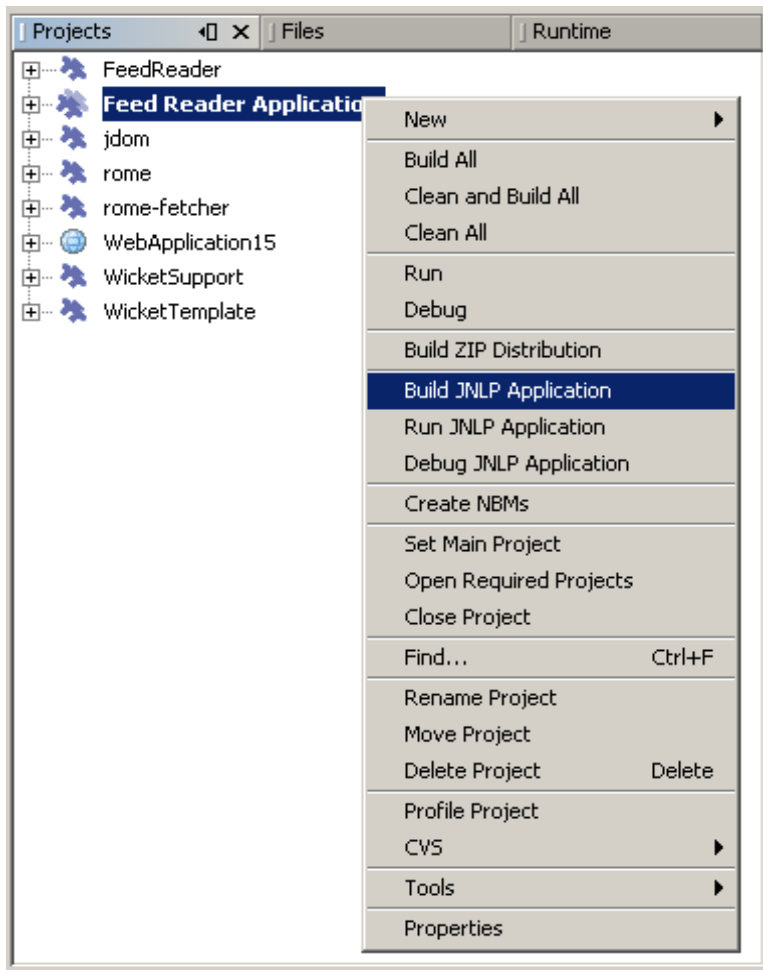 Projects Files Runtime
FeedReader
Feed Reader Applicatio
jdom
rome
rome-fetcher
WebApplication15
WicketSupport
WicketTemplate
New
Build All
Clean and Build All
Clean All
Run
Debug
Build ZIP Distribution
Build JNLP Application
Run JNLP Application
Debug JNLP Application
Create NBMs
Set Main Project
Open Required Projects
Close Project
Find... Ctrl+F
Rename Project
Move Project
Delete Project Delete
Profile Project
CVS
Tools
Properties